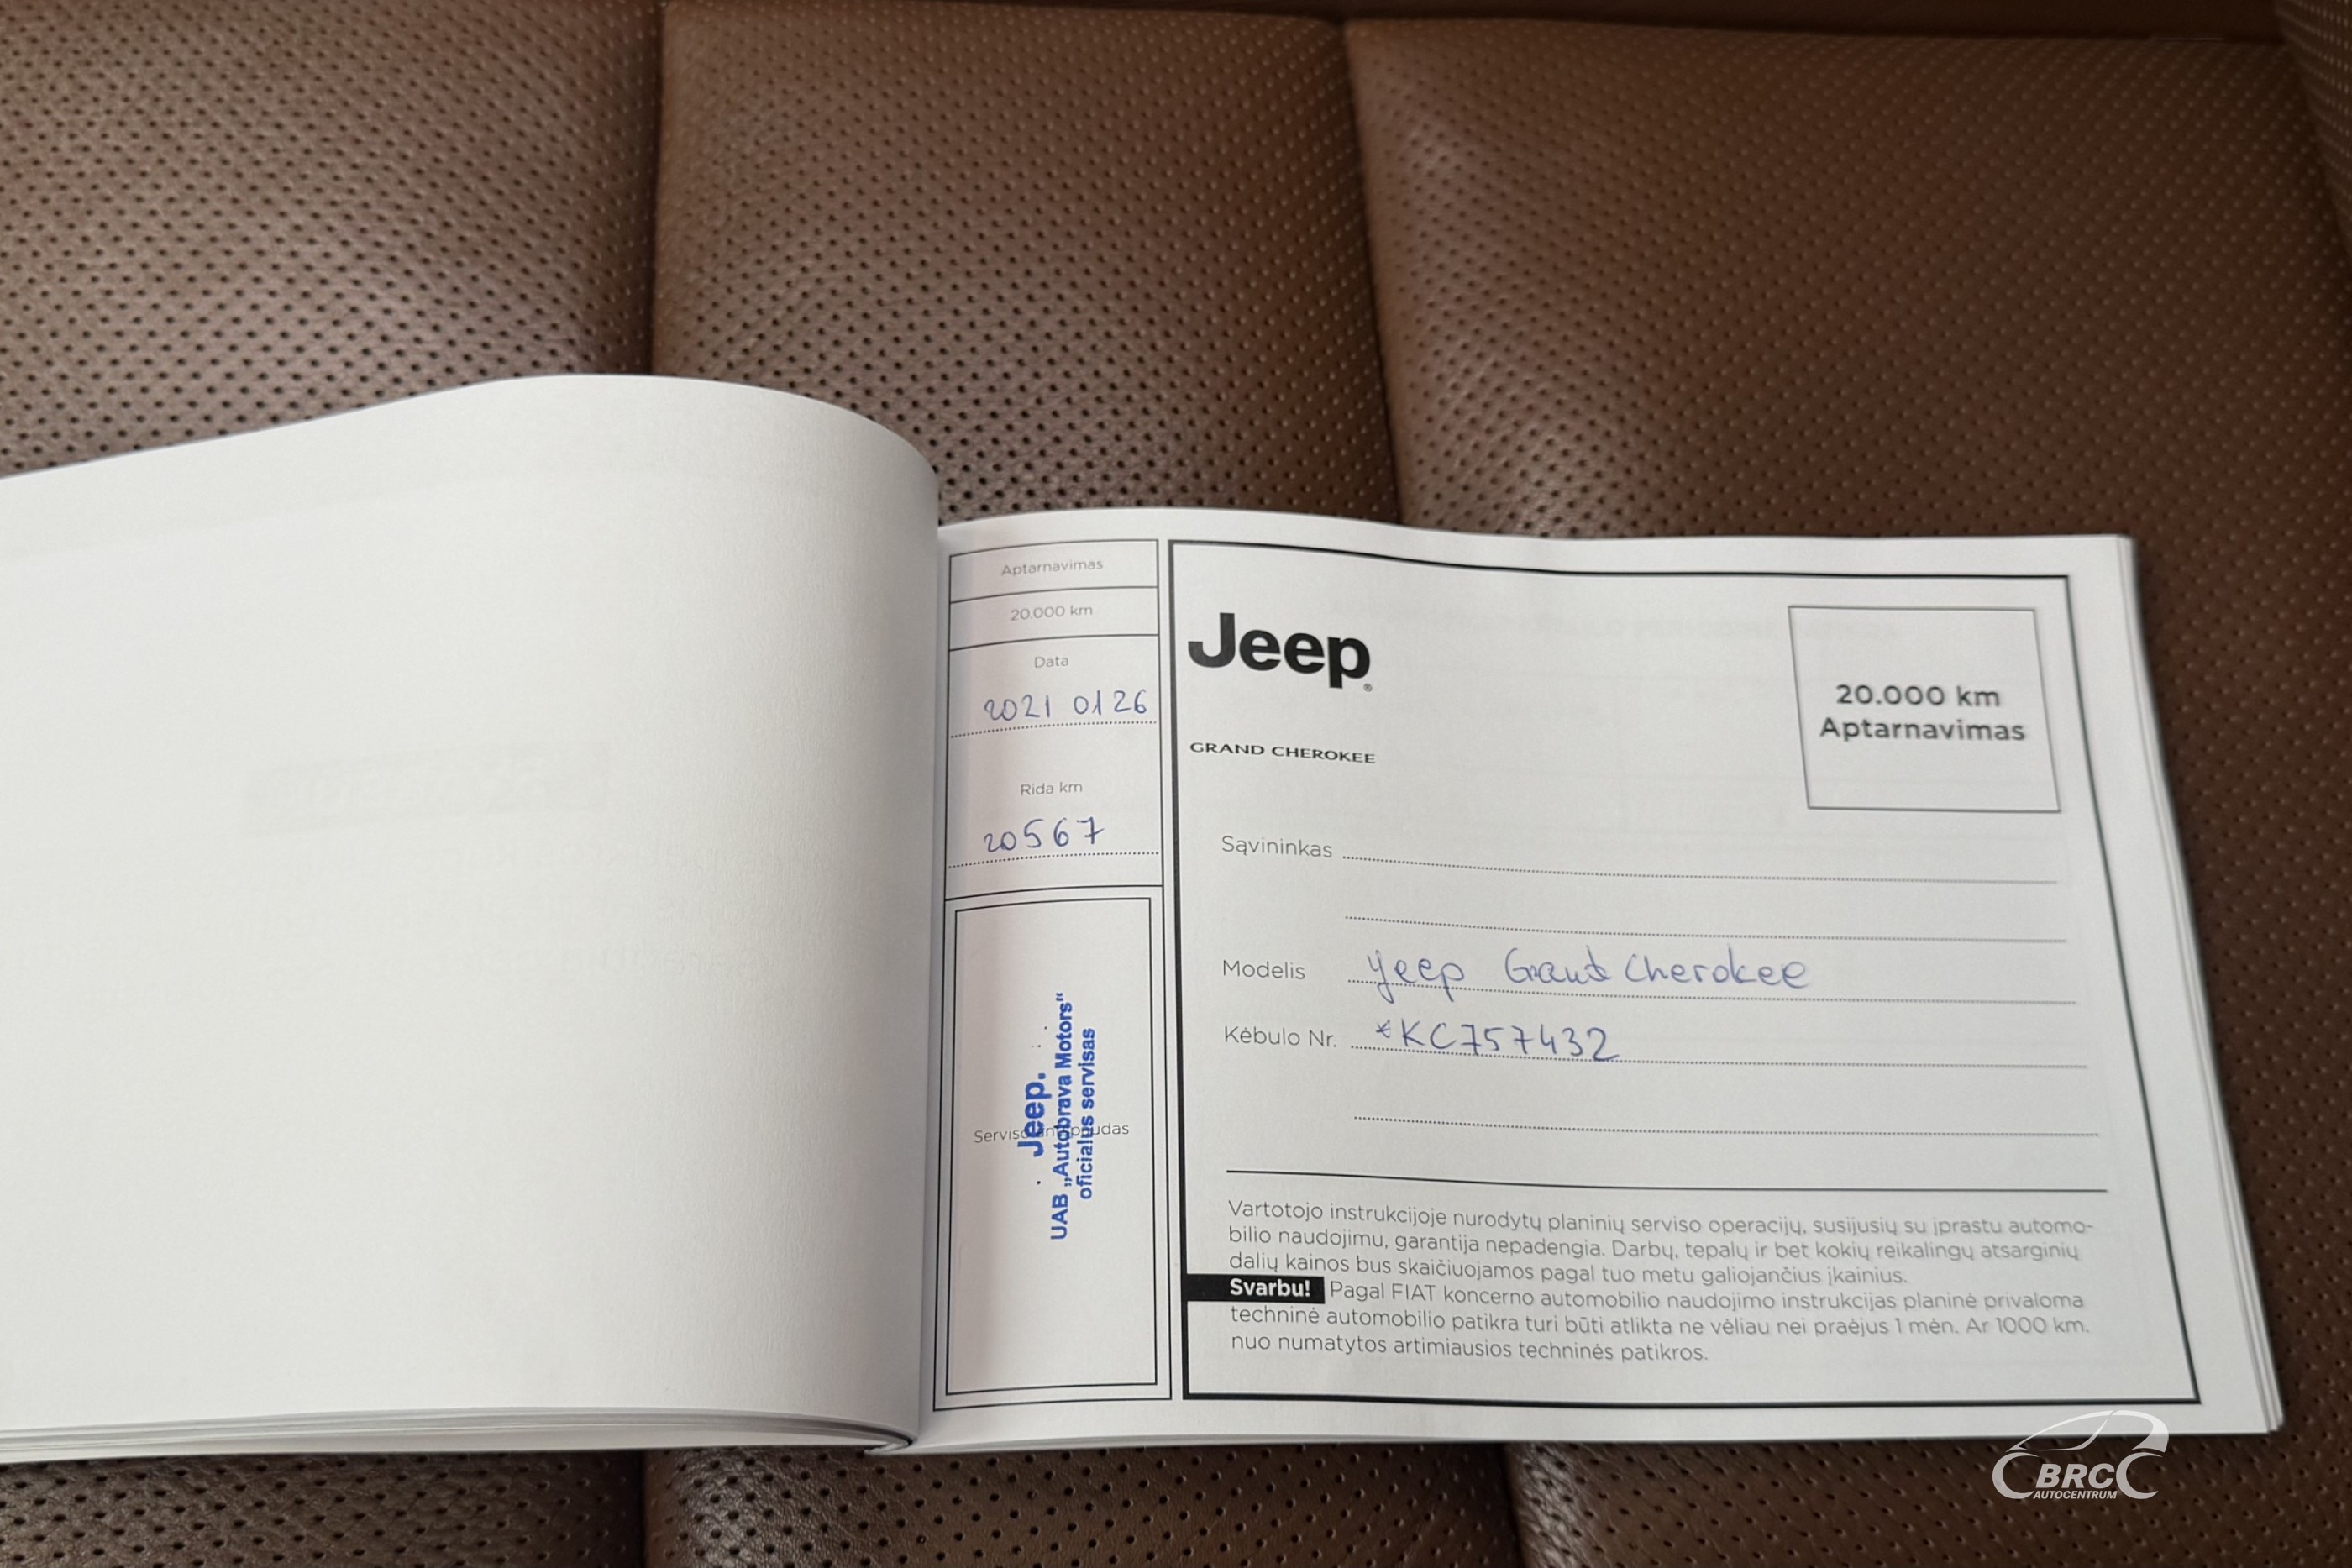 Aptarnavimas
20.000 km
Data
2021 01 26
Rida km
20567
Jeep.
UAB „Autobrava Motors“
oficialus servisas
Jeep®
GRAND CHEROKEE
20.000 km
Aptarnavimas
Sąvininkas
Modelis Jeep Grand Cherokee
Kėbulo Nr. *KC757432
Vartotojo instrukcijoje nurodytų planinių serviso operacijų, susijusių su įprastu automo-
bilio naudojimu, garantija nepadengia. Darbų, tepalų ir bet kokių reikalingų atsarginių
dalių kainos bus skaičiuojamos pagal tuo metu galiojančius įkainius.
Svarbu! Pagal FIAT koncerno automobilio naudojimo instrukcijas planinė privaloma
techninė automobilio patikra turi būti atlikta ne vėliau nei praėjus 1 mėn. Ar 1000 km.
nuo numatytos artimiausios techninės patikros.
BRC
AUTOCENTRUM